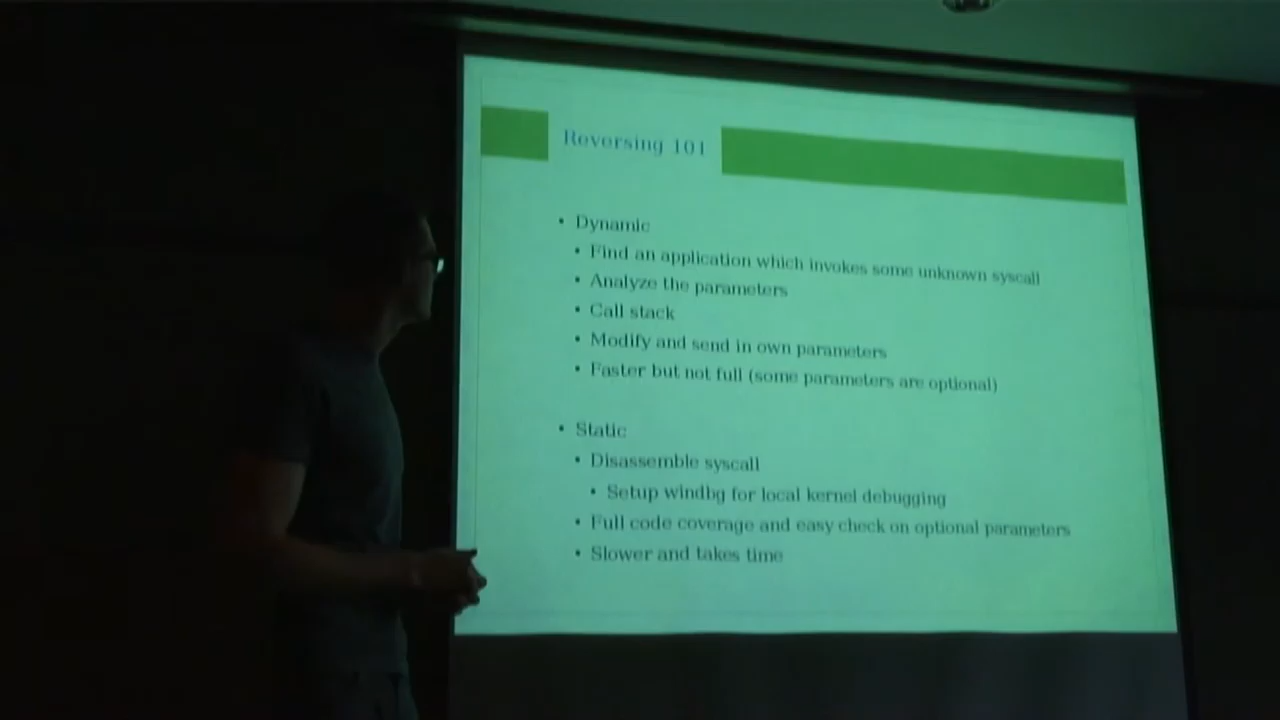 Reversing 101
• Dynamic
• Find an application which invokes some unknown syscall
• Analyze the parameters
• Call stack
• Modify and send in own parameters
• Faster but not full (some parameters are optional)
• Static
• Disassemble syscall
• Setup windbg for local kernel debugging
• Full code coverage and easy check on optional parameters
• Slower and takes time